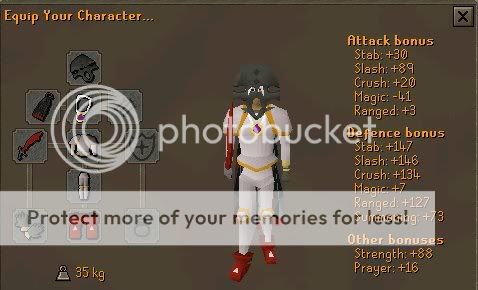 Equip Your Character...
Attack bonus
Stab: +30
Slash: +89
Crush: +20
Magic: -41
Ranged: +3
photobucket
Defence bonus
Stab: +147
Slash: +146
Crush: +134
Magic: +7
Ranged: +127
Summoning: +73
Protect more of your memories for less!
Other bonuses
Strength: +88
Prayer: +16
35 kg